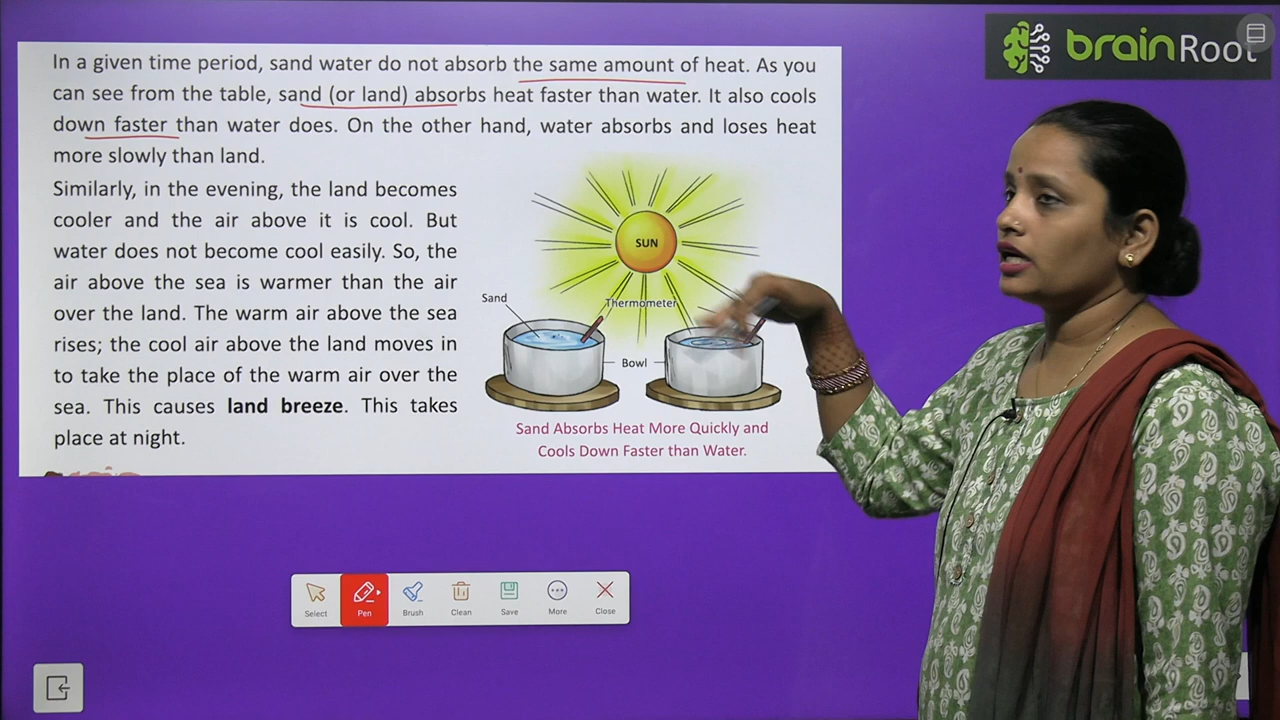 brainRoot
In a given time period, sand water do not absorb the same amount of heat. As you
can see from the table, sand (or land) absorbs heat faster than water. It also cools
down faster than water does. On the other hand, water absorbs and loses heat
more slowly than land.
Similarly, in the evening, the land becomes
cooler and the air above it is cool. But
water does not become cool easily. So, the
air above the sea is warmer than the air
over the land. The warm air above the sea
rises; the cool air above the land moves in
to take the place of the warm air over the
sea. This causes land breeze. This takes
place at night.
SUN
Sand
Thermometer
Bowl
Sand Absorbs Heat More Quickly and
Cools Down Faster than Water.
Select Pen Brush Clean Save More Close